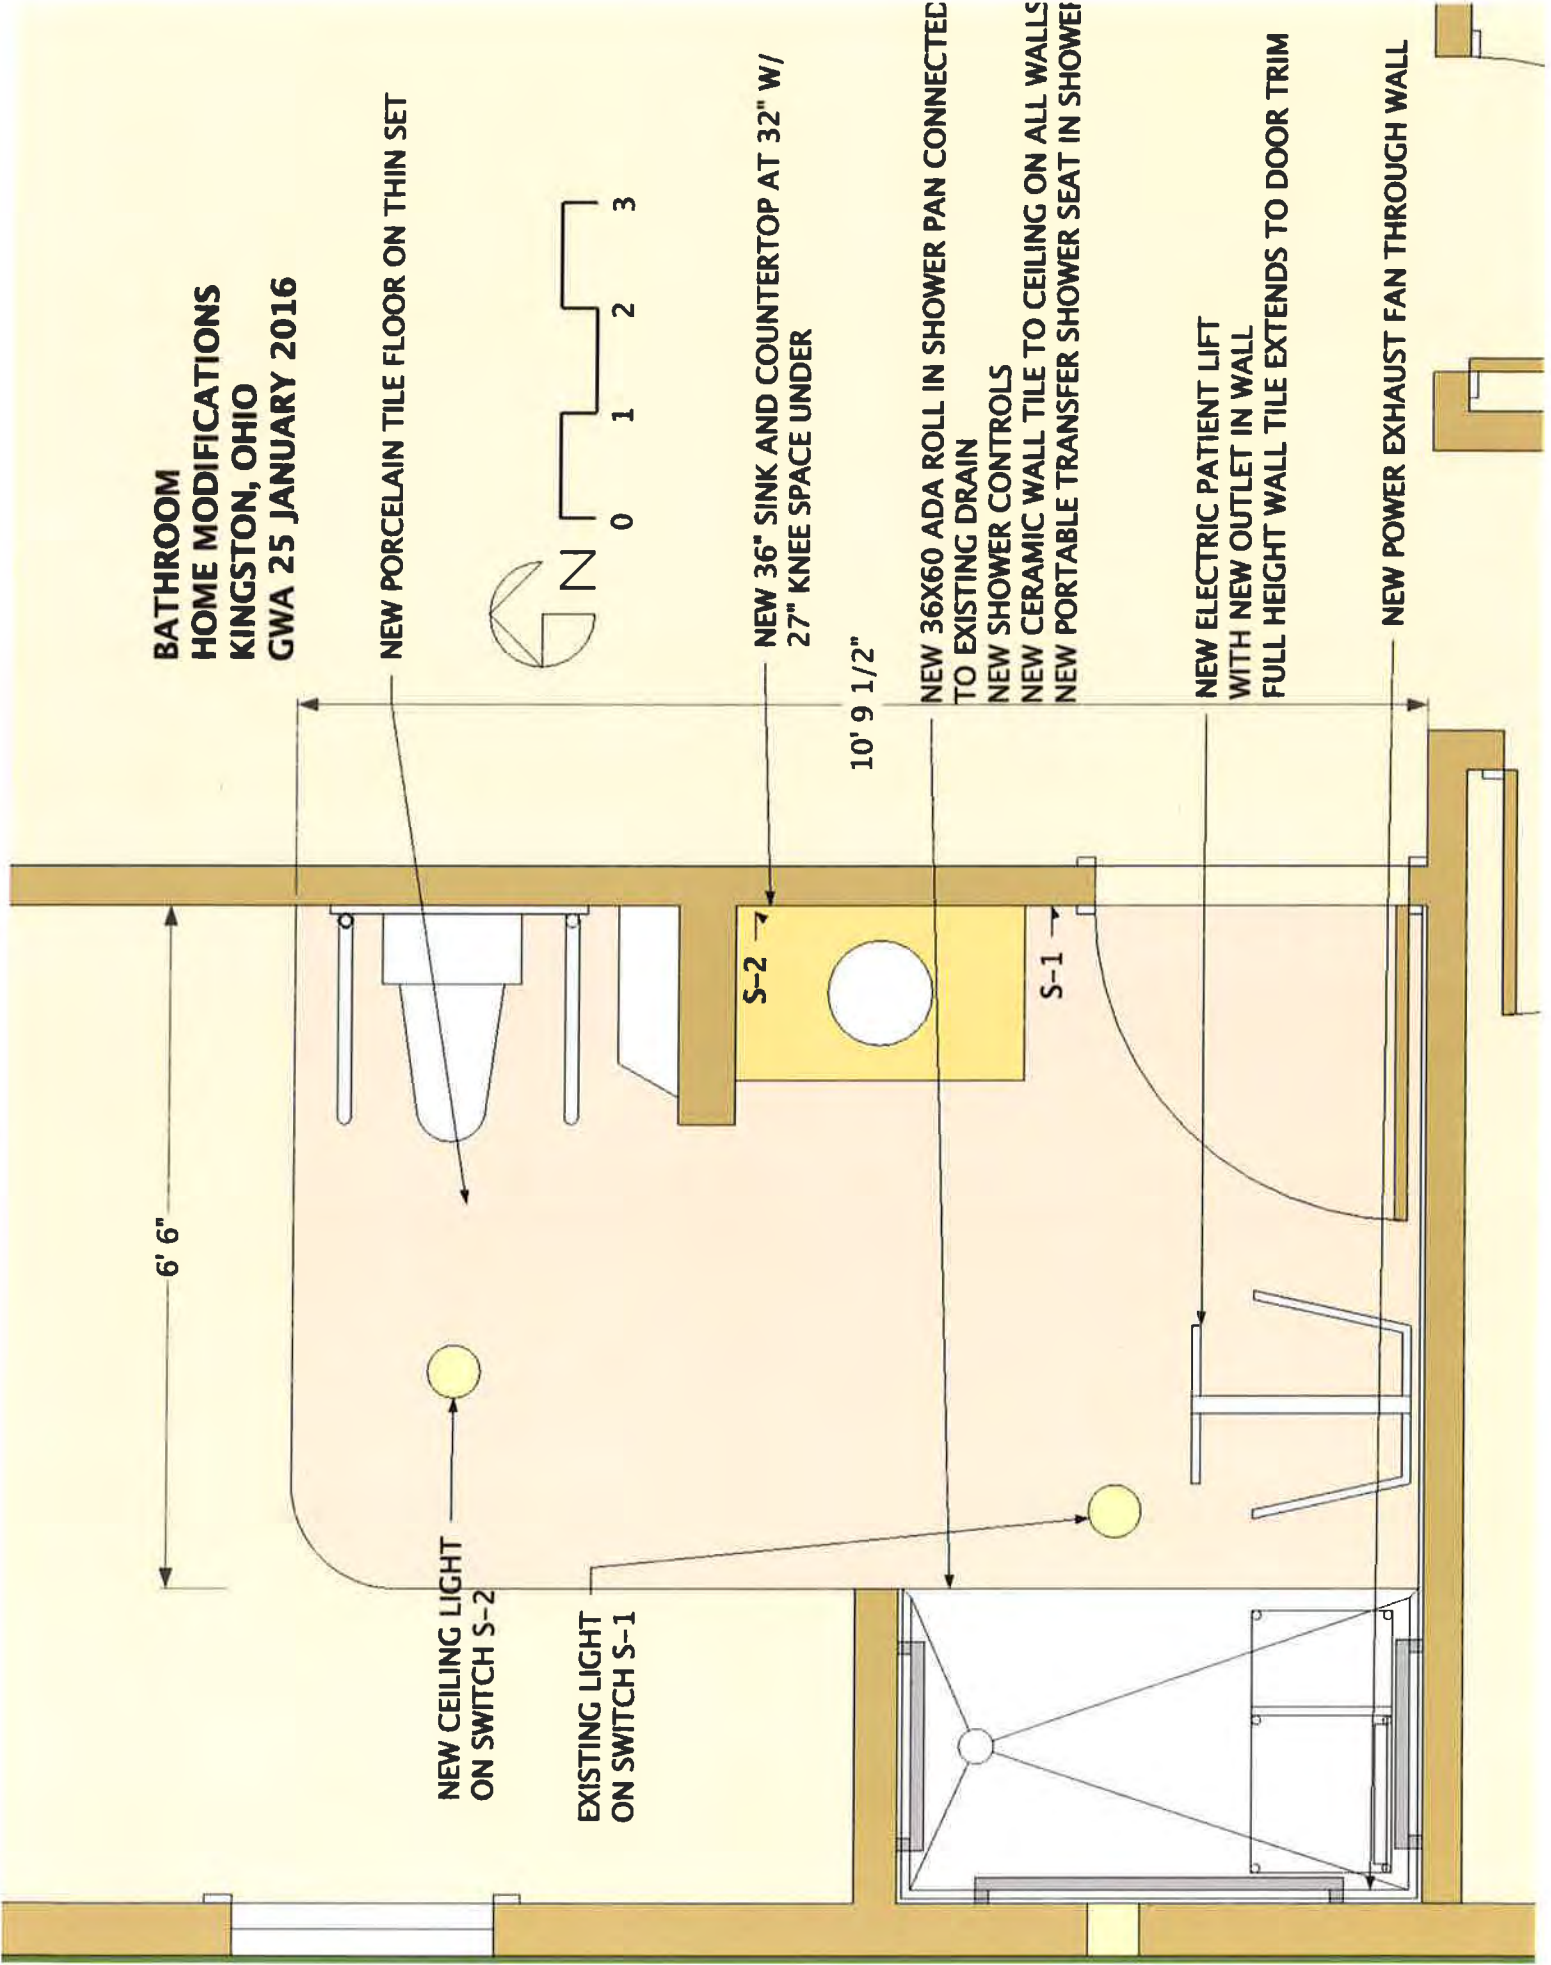 BATHROOM
HOME MODIFICATIONS
KINGSTON, OHIO
GWA 25 JANUARY 2016
6' 6"
NEW PORCELAIN TILE FLOOR ON THIN SET
N
0 1 2 3
NEW CEILING LIGHT
ON SWITCH S-2
EXISTING LIGHT
ON SWITCH S-1
NEW 36" SINK AND COUNTERTOP AT 32" W/
27" KNEE SPACE UNDER
S-2
10' 9 1/2"
NEW 36X60 ADA ROLL IN SHOWER PAN CONNECTED
TO EXISTING DRAIN
NEW SHOWER CONTROLS
NEW CERAMIC WALL TILE TO CEILING ON ALL WALLS
NEW PORTABLE TRANSFER SHOWER SEAT IN SHOWER
S-1
NEW ELECTRIC PATIENT LIFT
WITH NEW OUTLET IN WALL
FULL HEIGHT WALL TILE EXTENDS TO DOOR TRIM
NEW POWER EXHAUST FAN THROUGH WALL